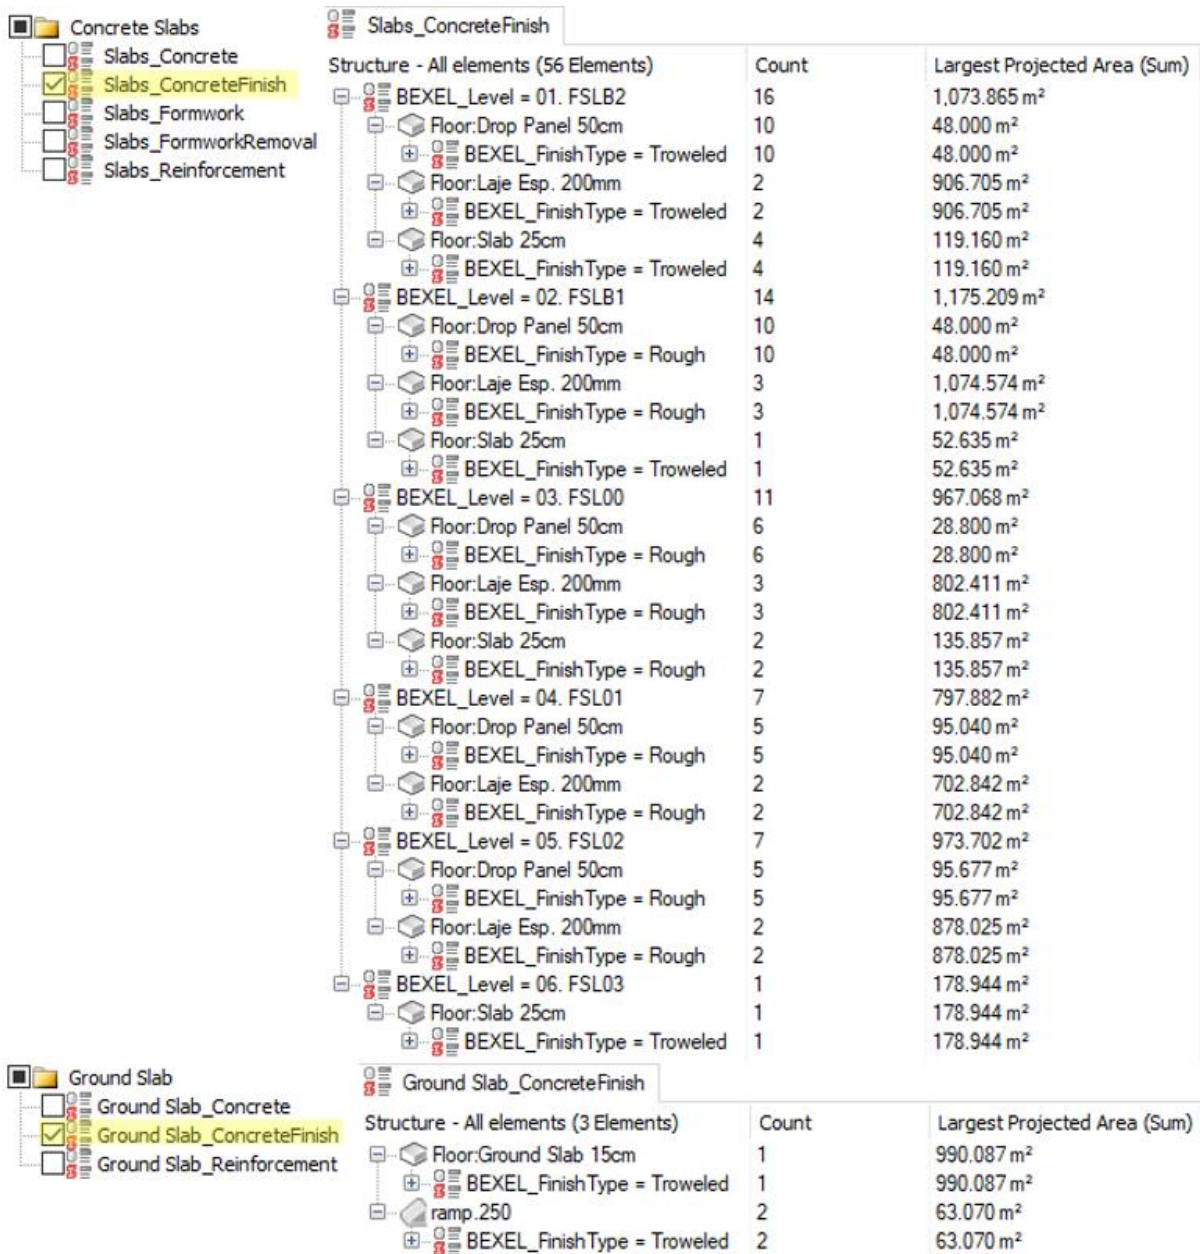 Concrete Slabs
Slabs_Concrete
Slabs_ConcreteFinish
Slabs_Formwork
Slabs_FormworkRemoval
Slabs_Reinforcement
Slabs_ConcreteFinish
Structure - All elements (56 Elements) Count Largest Projected Area (Sum)
BEXEL_Level = 01. FSLB2 16 1,073.865 m²
Floor:Drop Panel 50cm 10 48.000 m²
BEXEL_FinishType = Troweled 10 48.000 m²
Floor:Laje Esp. 200mm 2 906.705 m²
BEXEL_FinishType = Troweled 2 906.705 m²
Floor:Slab 25cm 4 119.160 m²
BEXEL_FinishType = Troweled 4 119.160 m²
BEXEL_Level = 02. FSLB1 14 1,175.209 m²
Floor:Drop Panel 50cm 10 48.000 m²
BEXEL_FinishType = Rough 10 48.000 m²
Floor:Laje Esp. 200mm 3 1,074.574 m²
BEXEL_FinishType = Rough 3 1,074.574 m²
Floor:Slab 25cm 1 52.635 m²
BEXEL_FinishType = Troweled 1 52.635 m²
BEXEL_Level = 03. FSL00 11 967.068 m²
Floor:Drop Panel 50cm 6 28.800 m²
BEXEL_FinishType = Rough 6 28.800 m²
Floor:Laje Esp. 200mm 3 802.411 m²
BEXEL_FinishType = Rough 3 802.411 m²
Floor:Slab 25cm 2 135.857 m²
BEXEL_FinishType = Rough 2 135.857 m²
BEXEL_Level = 04. FSL01 7 797.882 m²
Floor:Drop Panel 50cm 5 95.040 m²
BEXEL_FinishType = Rough 5 95.040 m²
Floor:Laje Esp. 200mm 2 702.842 m²
BEXEL_FinishType = Rough 2 702.842 m²
BEXEL_Level = 05. FSL02 7 973.702 m²
Floor:Drop Panel 50cm 5 95.677 m²
BEXEL_FinishType = Rough 5 95.677 m²
Floor:Laje Esp. 200mm 2 878.025 m²
BEXEL_FinishType = Rough 2 878.025 m²
BEXEL_Level = 06. FSL03 1 178.944 m²
Floor:Slab 25cm 1 178.944 m²
BEXEL_FinishType = Troweled 1 178.944 m²
Ground Slab
Ground Slab_Concrete
Ground Slab_ConcreteFinish
Ground Slab_Reinforcement
Ground Slab_ConcreteFinish
Structure - All elements (3 Elements) Count Largest Projected Area (Sum)
Floor:Ground Slab 15cm 1 990.087 m²
BEXEL_FinishType = Troweled 1 990.087 m²
ramp.250 2 63.070 m²
BEXEL_FinishType = Troweled 2 63.070 m²